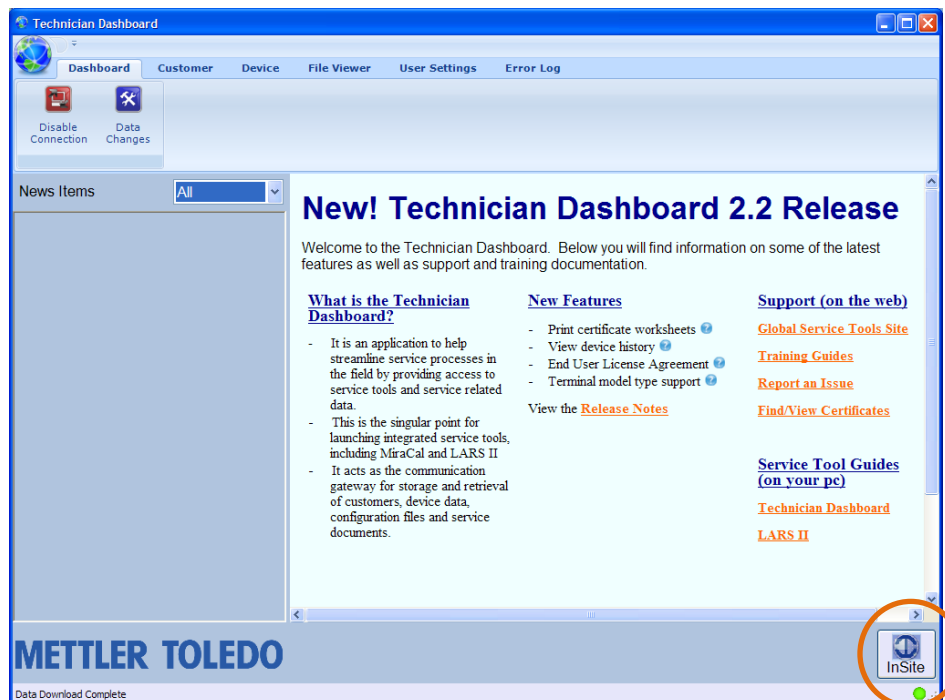 Technician Dashboard
Dashboard Customer Device File Viewer User Settings Error Log
Disable
Connection
Data
Changes
News Items
All
New! Technician Dashboard 2.2 Release
Welcome to the Technician Dashboard. Below you will find information on some of the latest
features as well as support and training documentation.
What is the Technician
Dashboard?
- It is an application to help
streamline service processes in
the field by providing access to
service tools and service related
data.
- This is the singular point for
launching integrated service tools,
including MiraCal and LARS II
- It acts as the communication
gateway for storage and retrieval
of customers, device data,
configuration files and service
documents.
New Features
- Print certificate worksheets
- View device history
- End User License Agreement
- Terminal model type support
View the Release Notes
Support (on the web)
Global Service Tools Site
Training Guides
Report an Issue
Find/View Certificates
Service Tool Guides
(on your pc)
Technician Dashboard
LARS II
METTLER TOLEDO
InSite
Data Download Complete